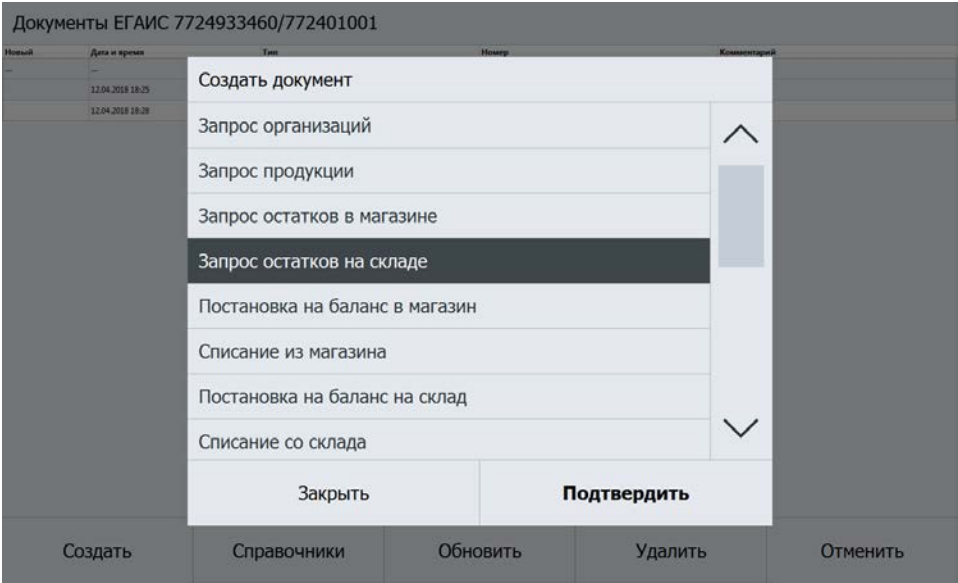 Документы ЕГАИС 7724933460/772401001
Новый Дата и время Тип Номер Комментарий
... ...
12.04.2018 18:25
12.04.2018 18:28
Создать документ
Запрос организаций
Запрос продукции
Запрос остатков в магазине
Запрос остатков на складе
Постановка на баланс в магазин
Списание из магазина
Постановка на баланс на склад
Списание со склада
Закрыть Подтвердить
Создать Справочники Обновить Удалить Отменить